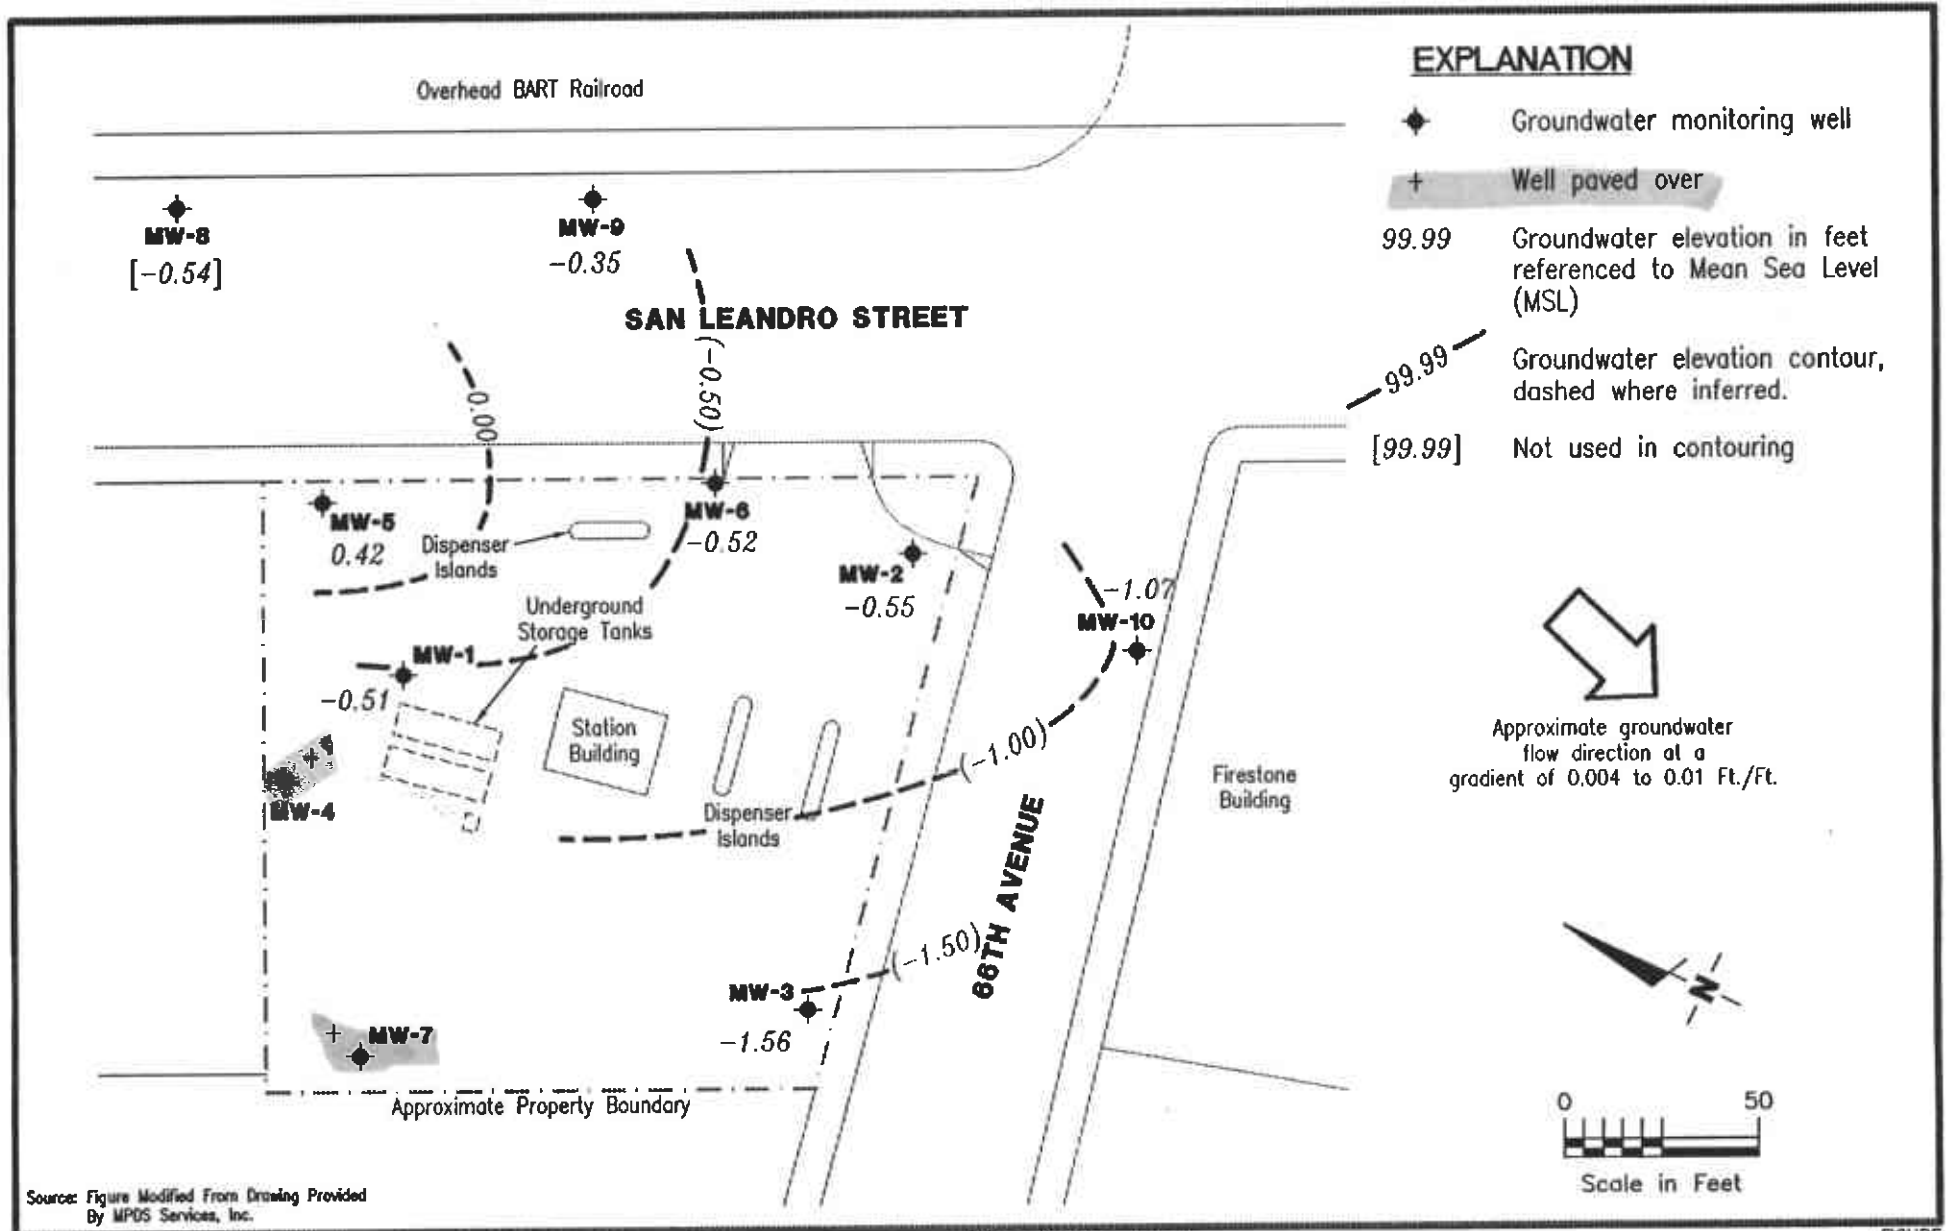 Overhead BART Railroad
EXPLANATION
Groundwater monitoring well
Well paved over
99.99
Groundwater elevation in feet
referenced to Mean Sea Level
(MSL)
99.99
Groundwater elevation contour,
dashed where inferred.
[99.99]
Not used in contouring
MW-8
[-0.54]
MW-9
-0.35
SAN LEANDRO STREET
0.00
(-0.50)
MW-5
0.42
Dispenser
Islands
MW-6
-0.52
MW-2
-0.55
-1.07
MW-10
Underground
Storage Tanks
MW-1
-0.51
Station
Building
MW-4
(-1.00)
Dispenser
Islands
66TH AVENUE
Firestone
Building
Approximate groundwater
flow direction at a
gradient of 0.004 to 0.01 Ft./Ft.
(-1.50)
MW-3
-1.56
MW-7
N
Approximate Property Boundary
0 50
Scale in Feet
Source: Figure Modified From Drawing Provided
By MPDS Services, Inc.